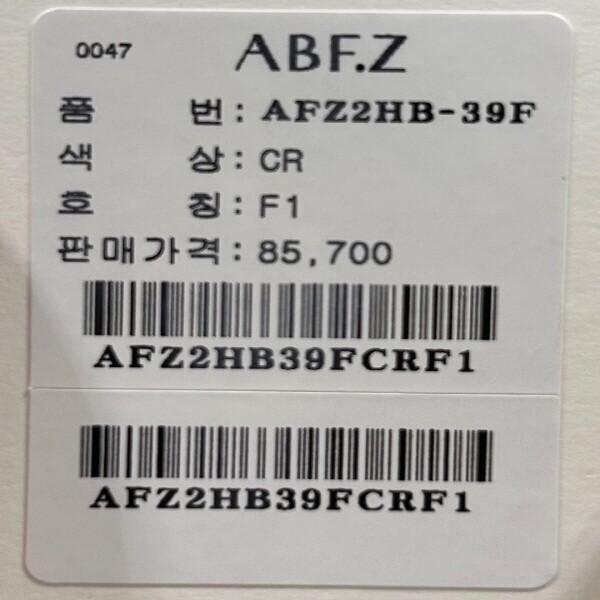 0047 ABF.Z
품 번 : AFZ2HB-39F
색 상 : CR
호 칭 : F1
판매가격 : 85,700
AFZ2HB39FCRF1
AFZ2HB39FCRF1